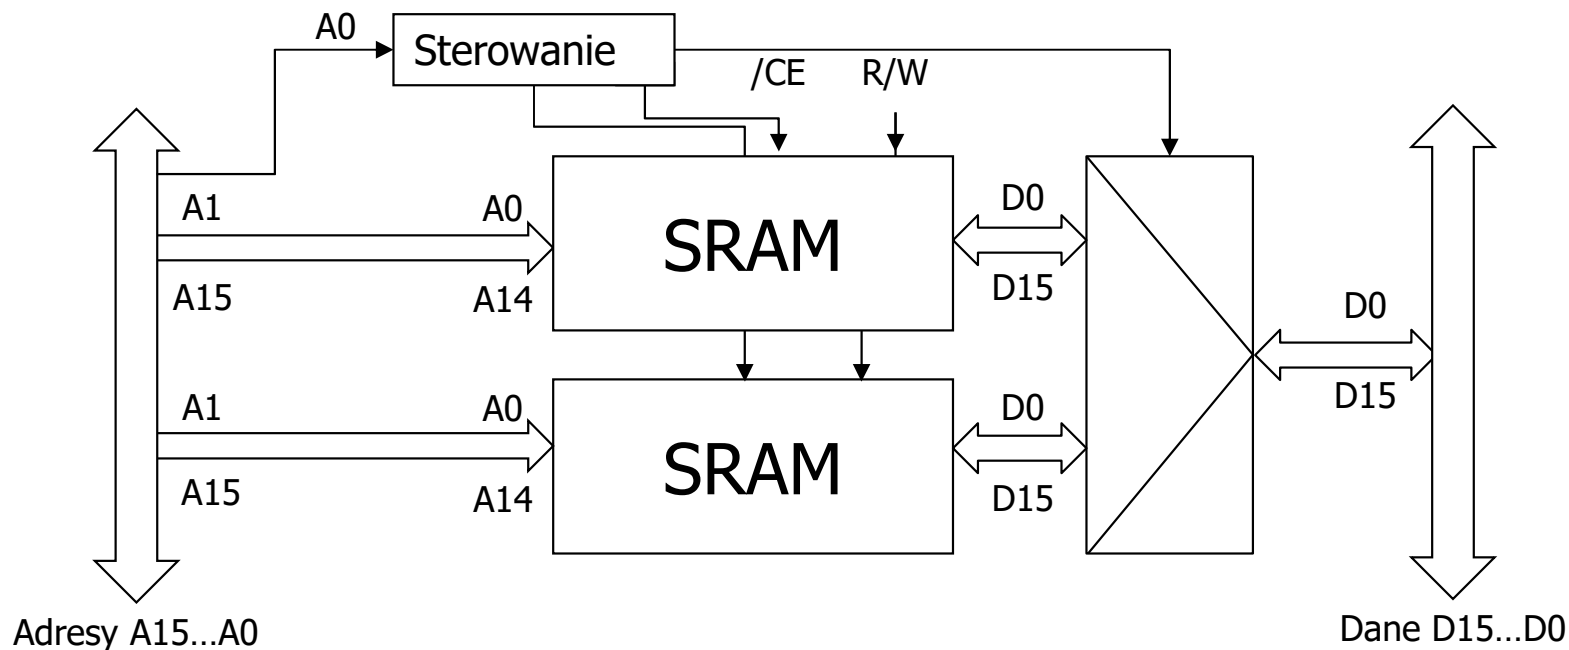 A0
Sterowanie
/CE
R/W
A1
A0
SRAM
D0
A15
A14
D15
D0
A1
A0
SRAM
D0
D15
A15
A14
D15
Adresy A15...A0
Dane D15...D0